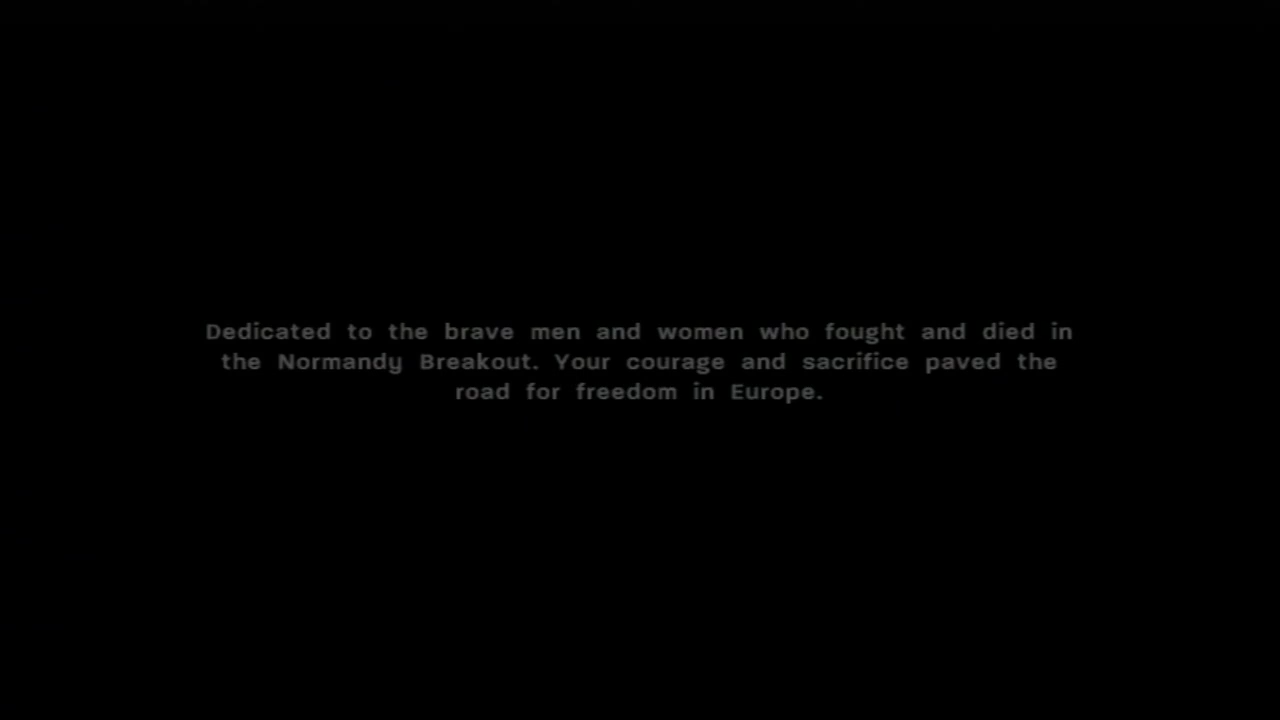 Dedicated to the brave men and women who fought and died in
the Normandy Breakout. Your courage and sacrifice paved the
road for freedom in Europe.